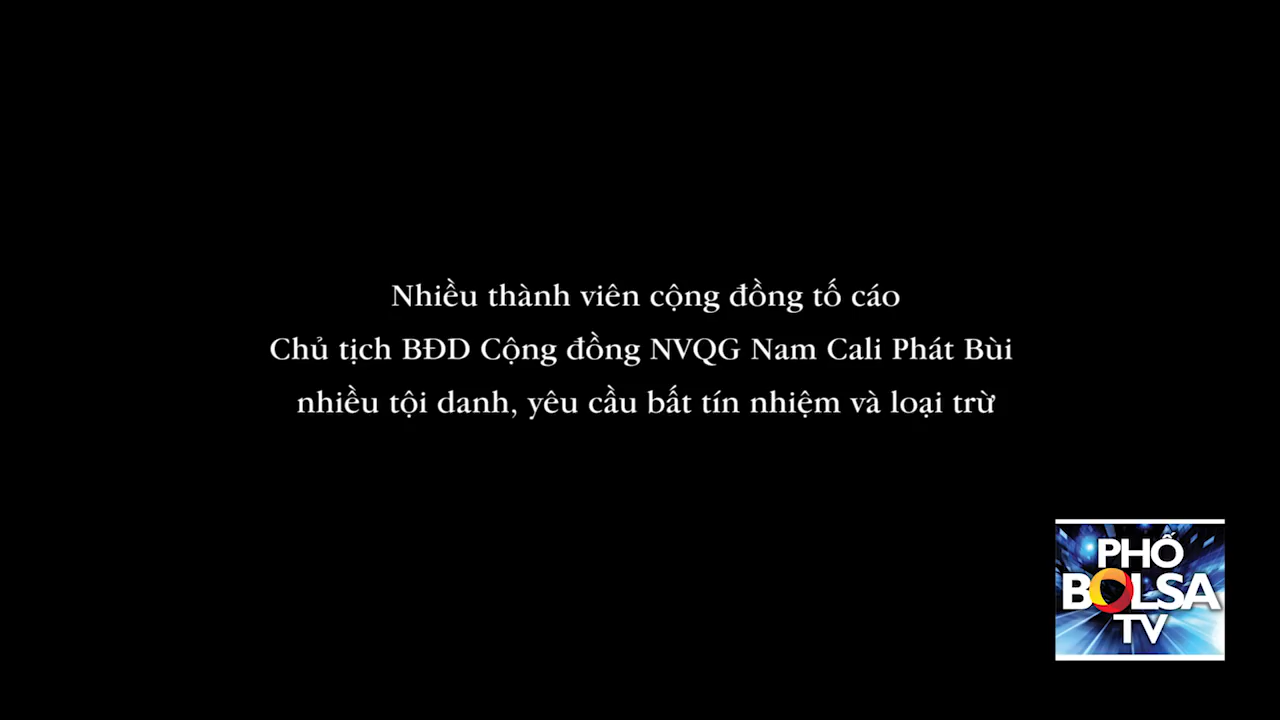 Nhiều thành viên cộng đồng tố cáo
Chủ tịch BĐD Cộng đồng NVQG Nam Cali Phát Bùi
nhiều tội danh, yêu cầu bất tín nhiệm và loại trừ
PHỐ
BOLSA
TV